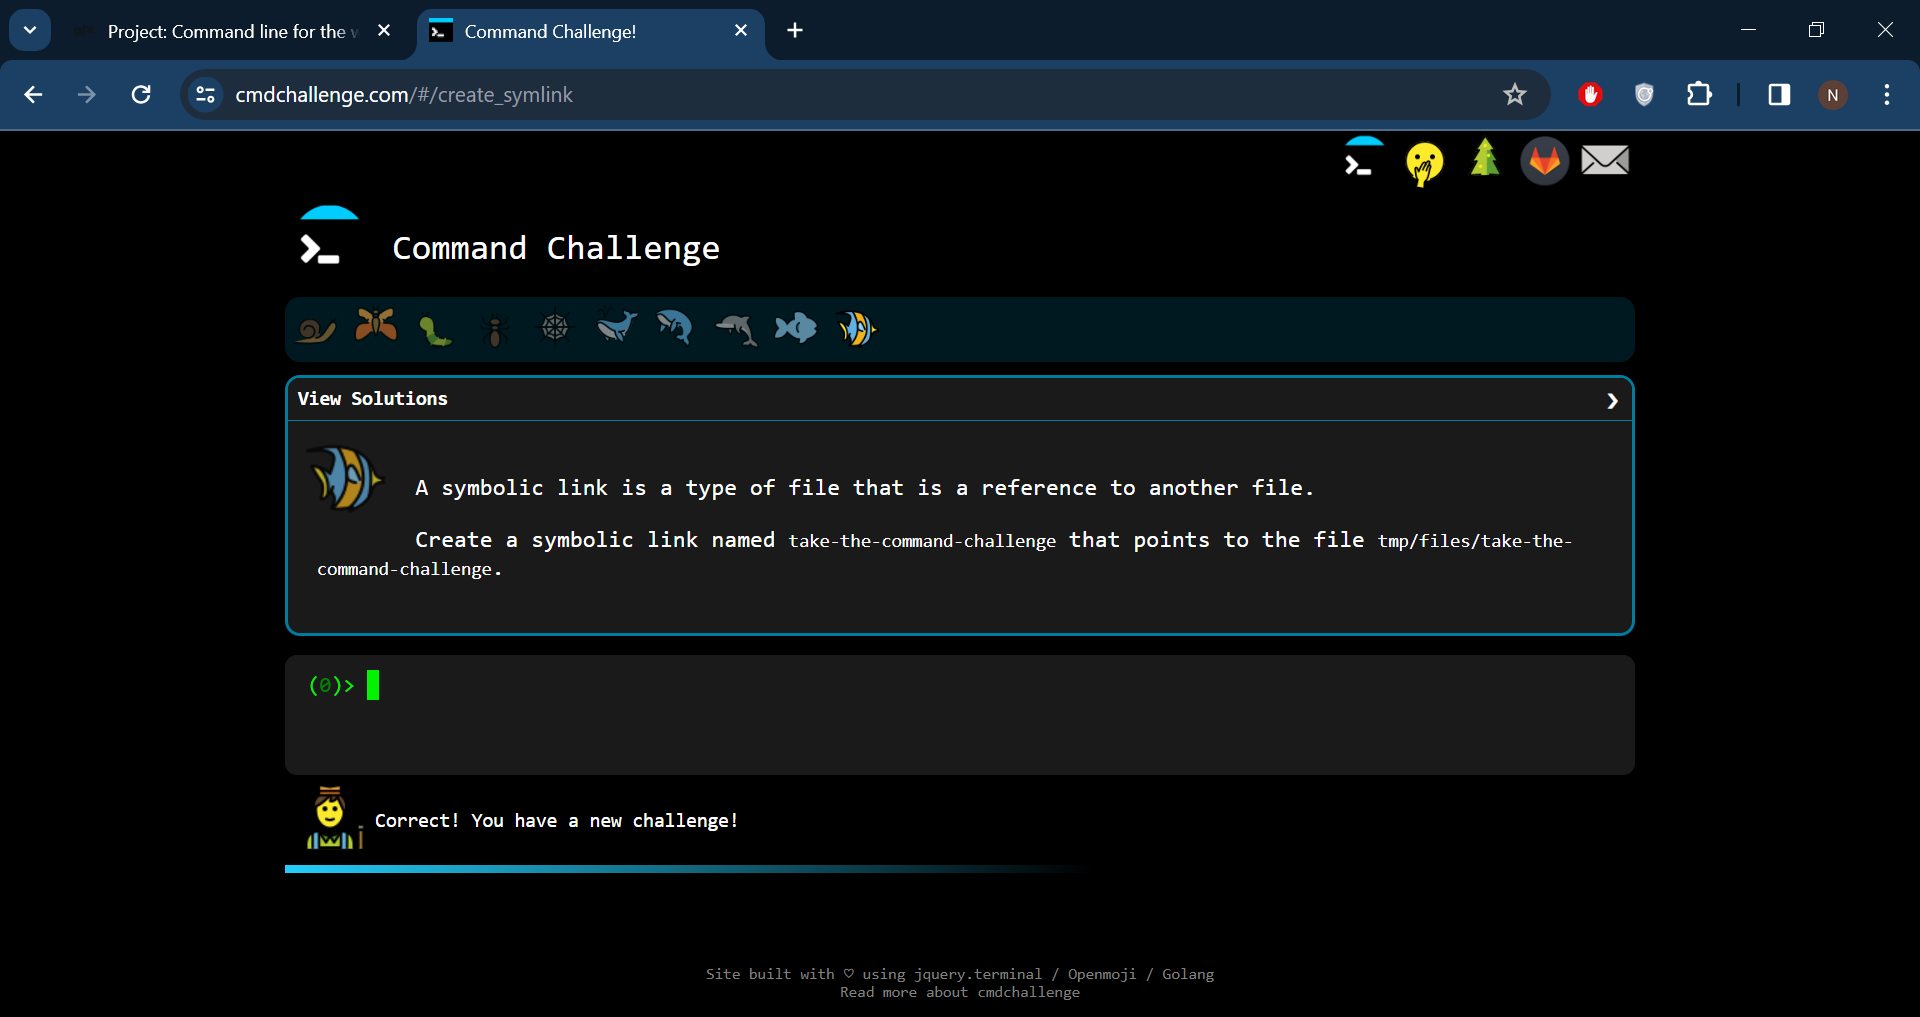 Project: Command line for the
Command Challenge!
cmdchallenge.com/#/create_symlink
N
Command Challenge
View Solutions
A symbolic link is a type of file that is a reference to another file.
Create a symbolic link named take-the-command-challenge that points to the file tmp/files/take-the-
command-challenge.
(0)>
Correct! You have a new challenge!
Site built with ♡ using jquery.terminal / Openmoji / Golang
Read more about cmdchallenge